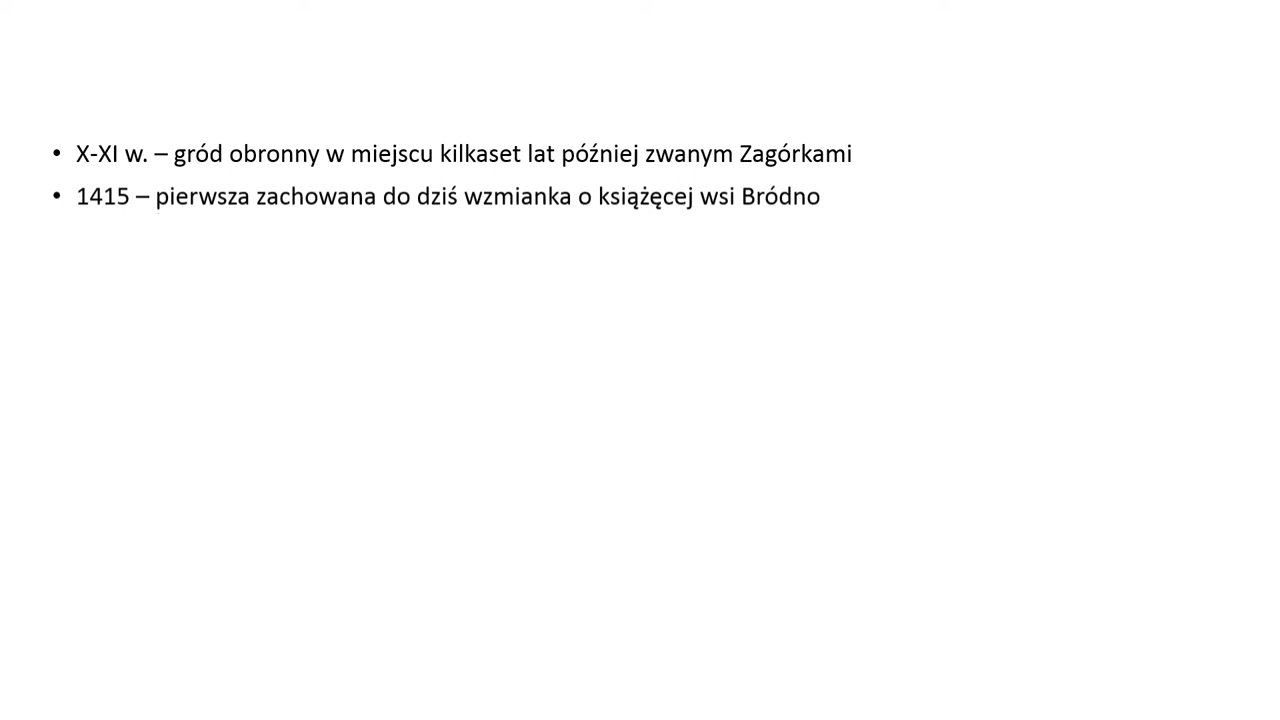 • X-XI w. – gród obronny w miejscu kilkaset lat później zwanym Zagórkami
• 1415 – pierwsza zachowana do dziś wzmianka o książęcej wsi Bródno